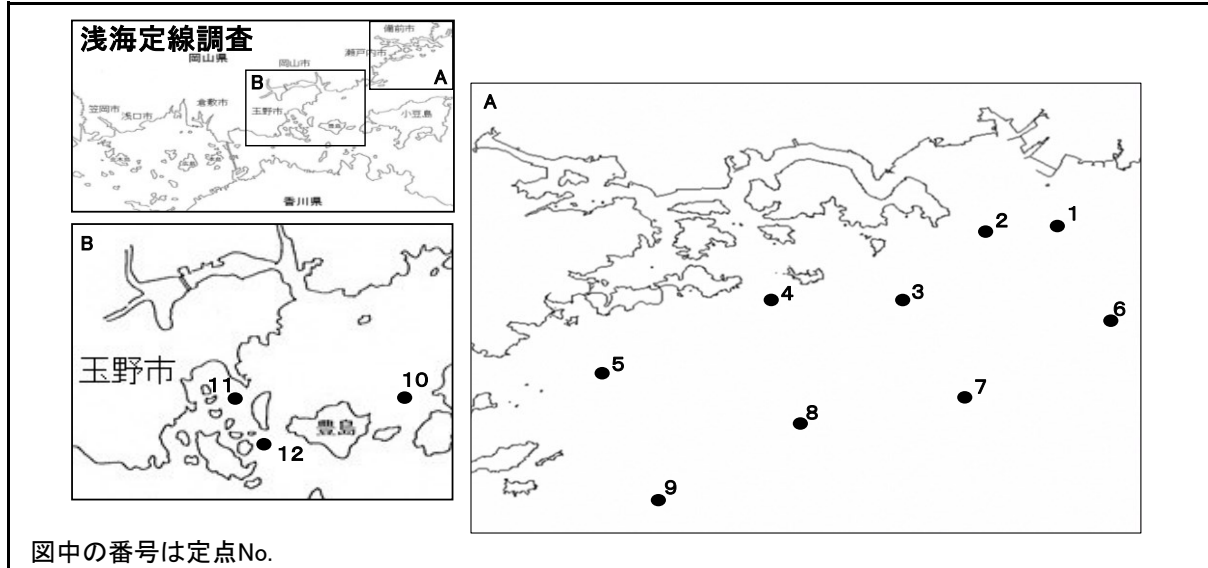 浅海定線調査
備前市
瀬戸内市
岡山県
岡山市
A
B
笠岡市
浅口市
倉敷市
玉野市
小豆島
香川県
B
玉野市
11
10
豊島
12
A
1
2
3
4
5
6
7
8
9
図中の番号は定点No.